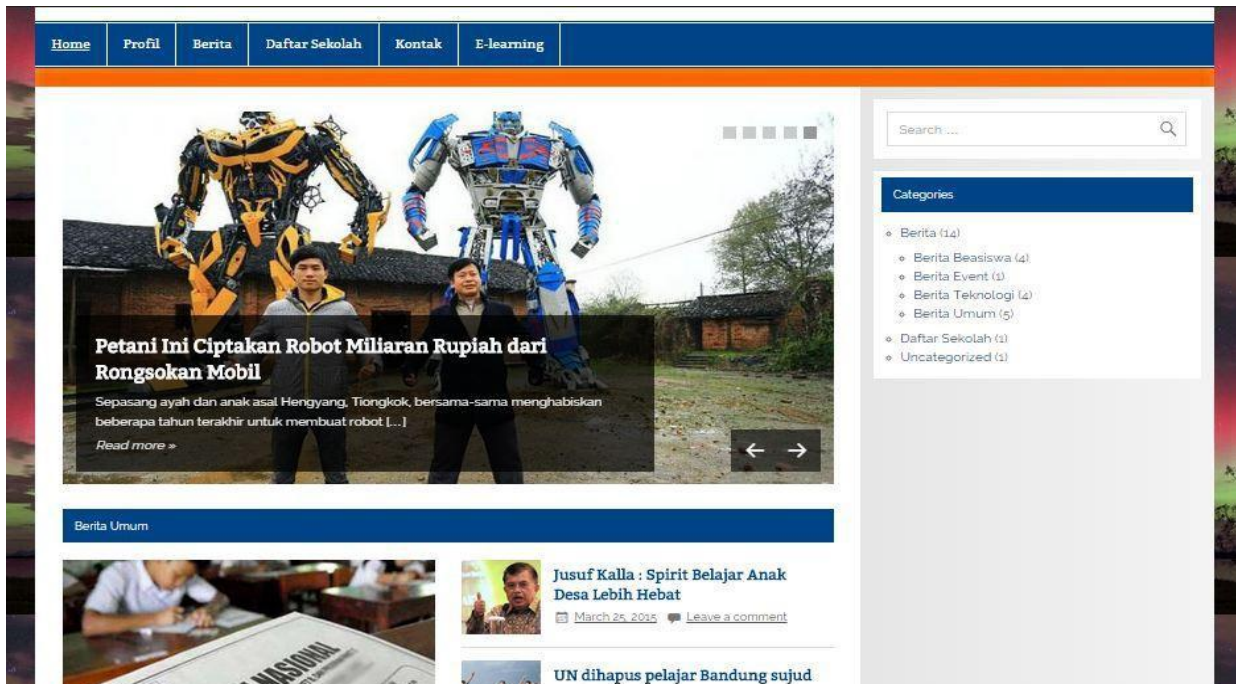 Home Profil Berita Daftar Sekolah Kontak E-learning
Search ...
Petani Ini Ciptakan Robot Miliaran Rupiah dari
Rongsokan Mobil
Sepasang ayah dan anak asal Hengyang, Tiongkok, bersama-sama menghabiskan
beberapa tahun terakhir untuk membuat robot [...]
Read more »
Categories
Berita (14)
Berita Beasiswa (4)
Berita Event (1)
Berita Teknologi (4)
Berita Umum (5)
Daftar Sekolah (1)
Uncategorized (1)
Berita Umum
NASIONAL
Jusuf Kalla : Spirit Belajar Anak
Desa Lebih Hebat
March 25, 2015 Leave a comment
UN dihapus pelajar Bandung sujud